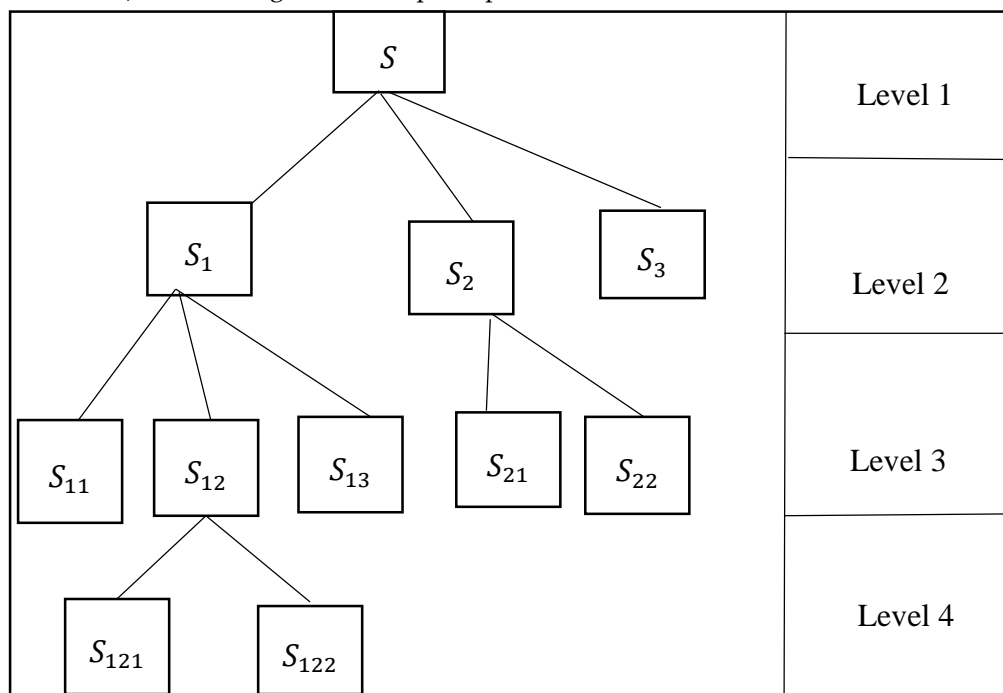 S
Level 1
S₁
S₂
S₃
Level 2
S₁₁
S₁₂
S₁₃
S₂₁
S₂₂
Level 3
S₁₂₁
S₁₂₂
Level 4